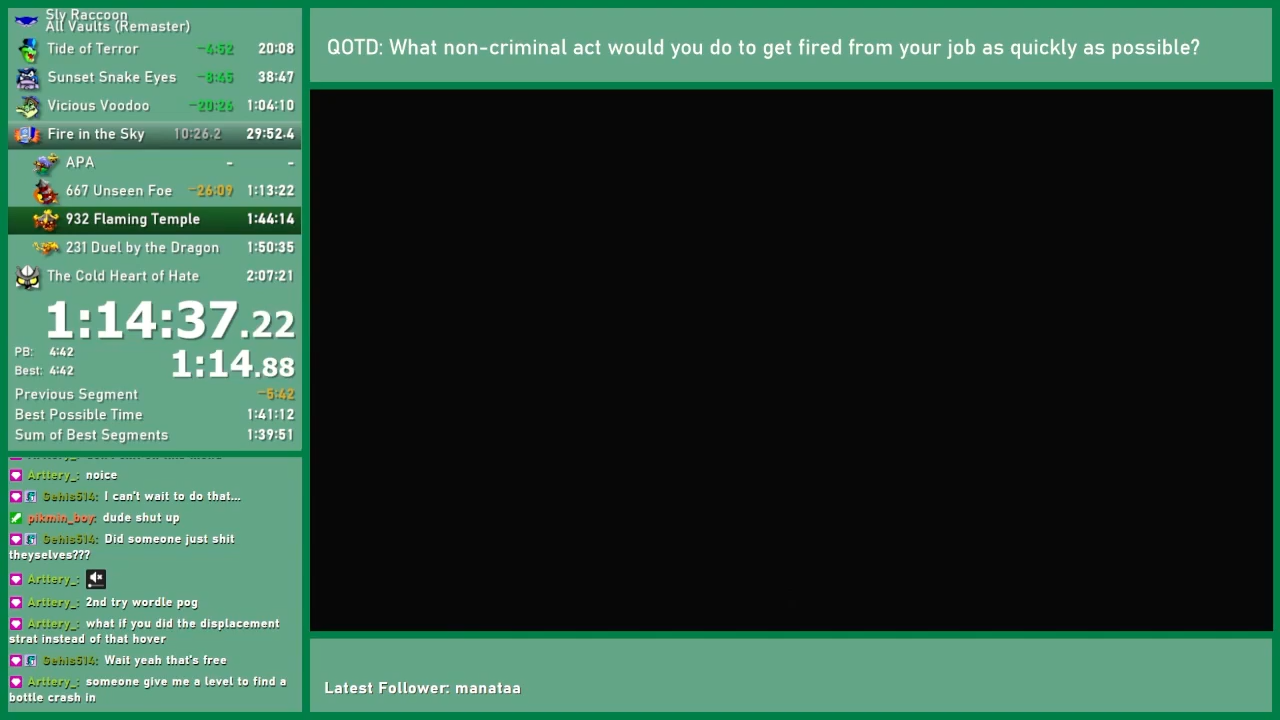 Sly Raccoon
All Vaults (Remaster)
Tide of Terror -4:52 20:08
Sunset Snake Eyes -8:45 38:47
Vicious Voodoo -20:26 1:04:10
Fire in the Sky 10:26.2 29:52.4
APA - -
667 Unseen Foe -26:09 1:13:22
932 Flaming Temple 1:44:14
231 Duel by the Dragon 1:50:35
The Cold Heart of Hate 2:07:21
1:14:37.22
PB: 4:42
Best: 4:42
1:14.88
Previous Segment -5:42
Best Possible Time 1:41:12
Sum of Best Segments 1:39:51
Arttery_: noice
Gehis514: I can't wait to do that...
pikmin_boy: dude shut up
Gehis514: Did someone just shit
theyselves???
Arttery_:
Arttery_: 2nd try wordle pog
Arttery_: what if you did the displacement
strat instead of that hover
Gehis514: Wait yeah that's free
Arttery_: someone give me a level to find a
bottle crash in
QOTD: What non-criminal act would you do to get fired from your job as quickly as possible?
Latest Follower: manataa